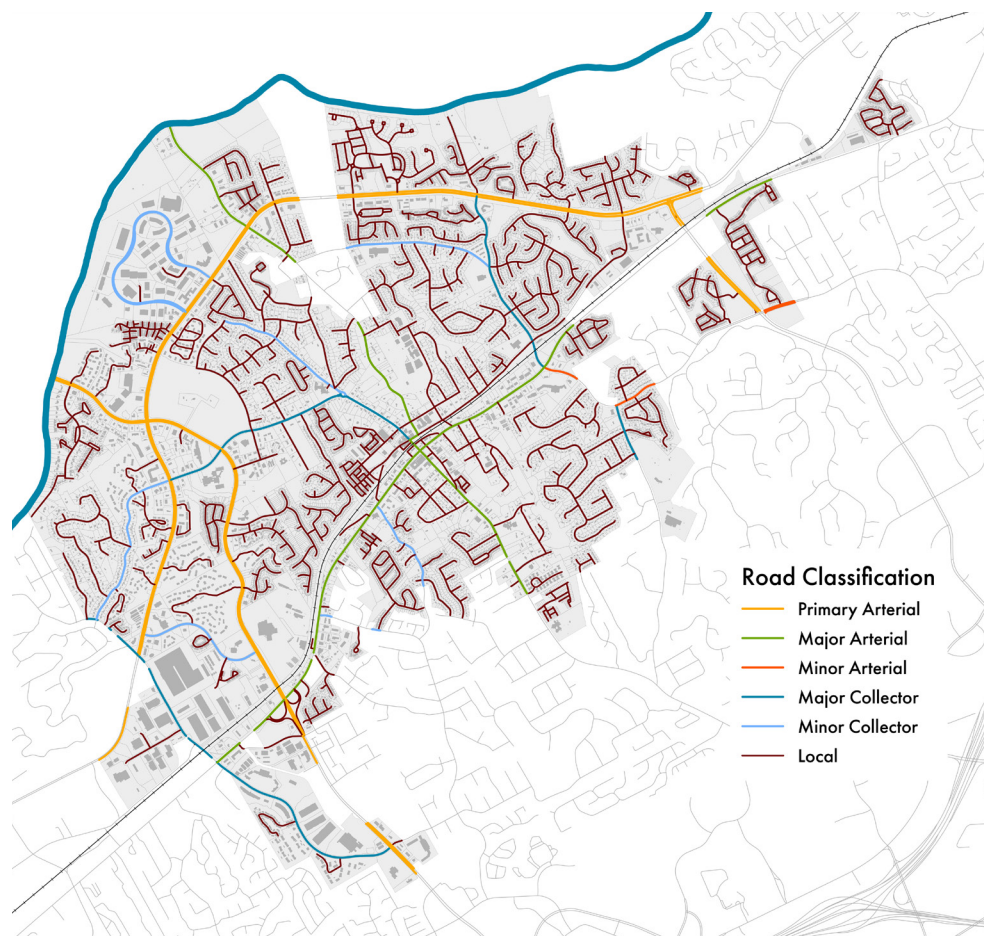 Road Classification
Primary Arterial
Major Arterial
Minor Arterial
Major Collector
Minor Collector
Local